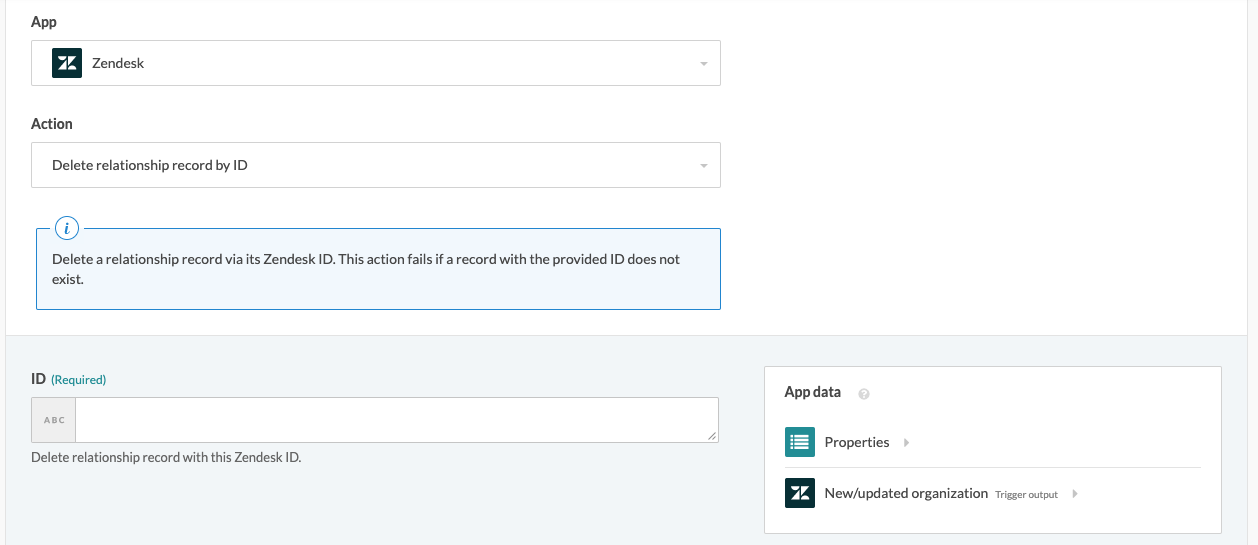 App
Zendesk
Action
Delete relationship record by ID
i
Delete a relationship record via its Zendesk ID. This action fails if a record with the provided ID does not
exist.
ID (Required)
ABC
Delete relationship record with this Zendesk ID.
App data ?
Properties
New/updated organization Trigger output